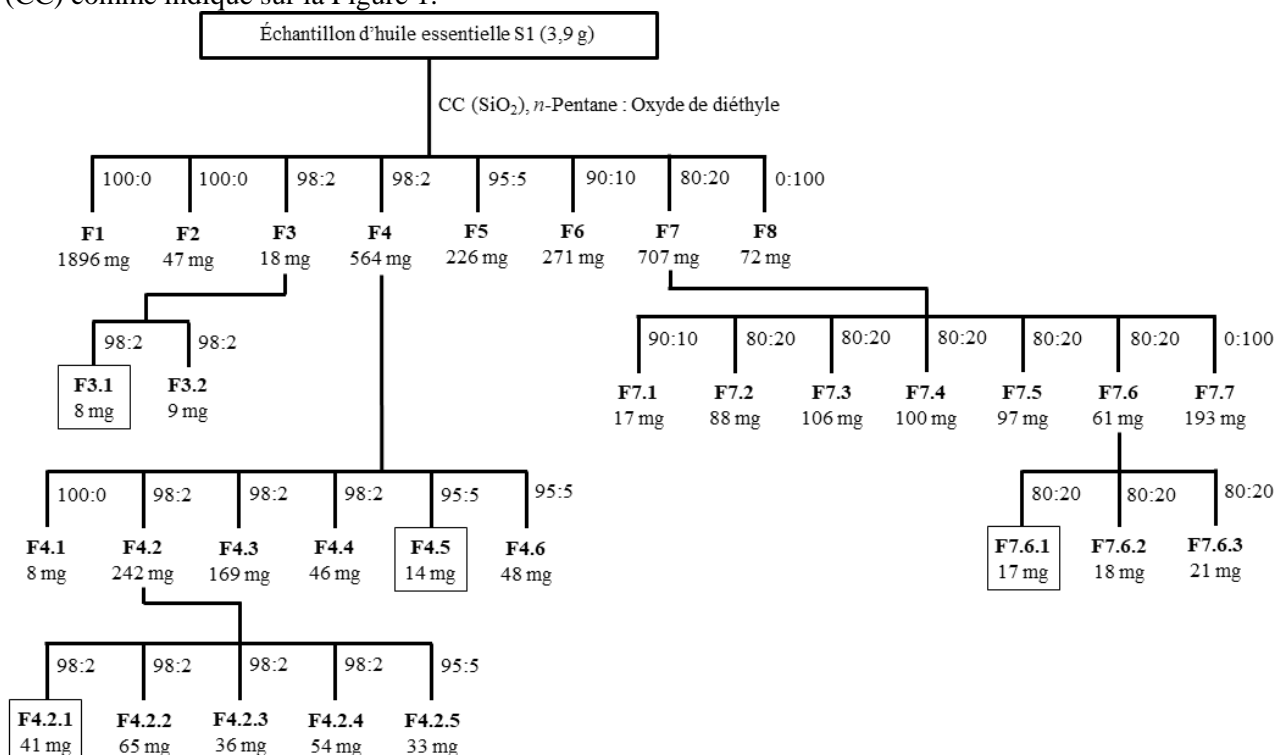 (CC) comme indiqué sur la Figure 1.
Échantillon d'huile essentielle S1 (3,9 g)
CC (SiO₂), n-Pentane : Oxyde de diéthyle
100:0 100:0 98:2 98:2 95:5 90:10 80:20 0:100
F1 F2 F3 F4 F5 F6 F7 F8
1896 mg 47 mg 18 mg 564 mg 226 mg 271 mg 707 mg 72 mg
98:2 98:2
F3.1 F3.2
8 mg 9 mg
90:10 80:20 80:20 80:20 80:20 80:20 0:100
F7.1 F7.2 F7.3 F7.4 F7.5 F7.6 F7.7
17 mg 88 mg 106 mg 100 mg 97 mg 61 mg 193 mg
100:0 98:2 98:2 98:2 95:5 95:5
F4.1 F4.2 F4.3 F4.4 F4.5 F4.6
8 mg 242 mg 169 mg 46 mg 14 mg 48 mg
80:20 80:20 80:20
F7.6.1 F7.6.2 F7.6.3
17 mg 18 mg 21 mg
98:2 98:2 98:2 98:2 95:5
F4.2.1 F4.2.2 F4.2.3 F4.2.4 F4.2.5
41 mg 65 mg 36 mg 54 mg 33 mg